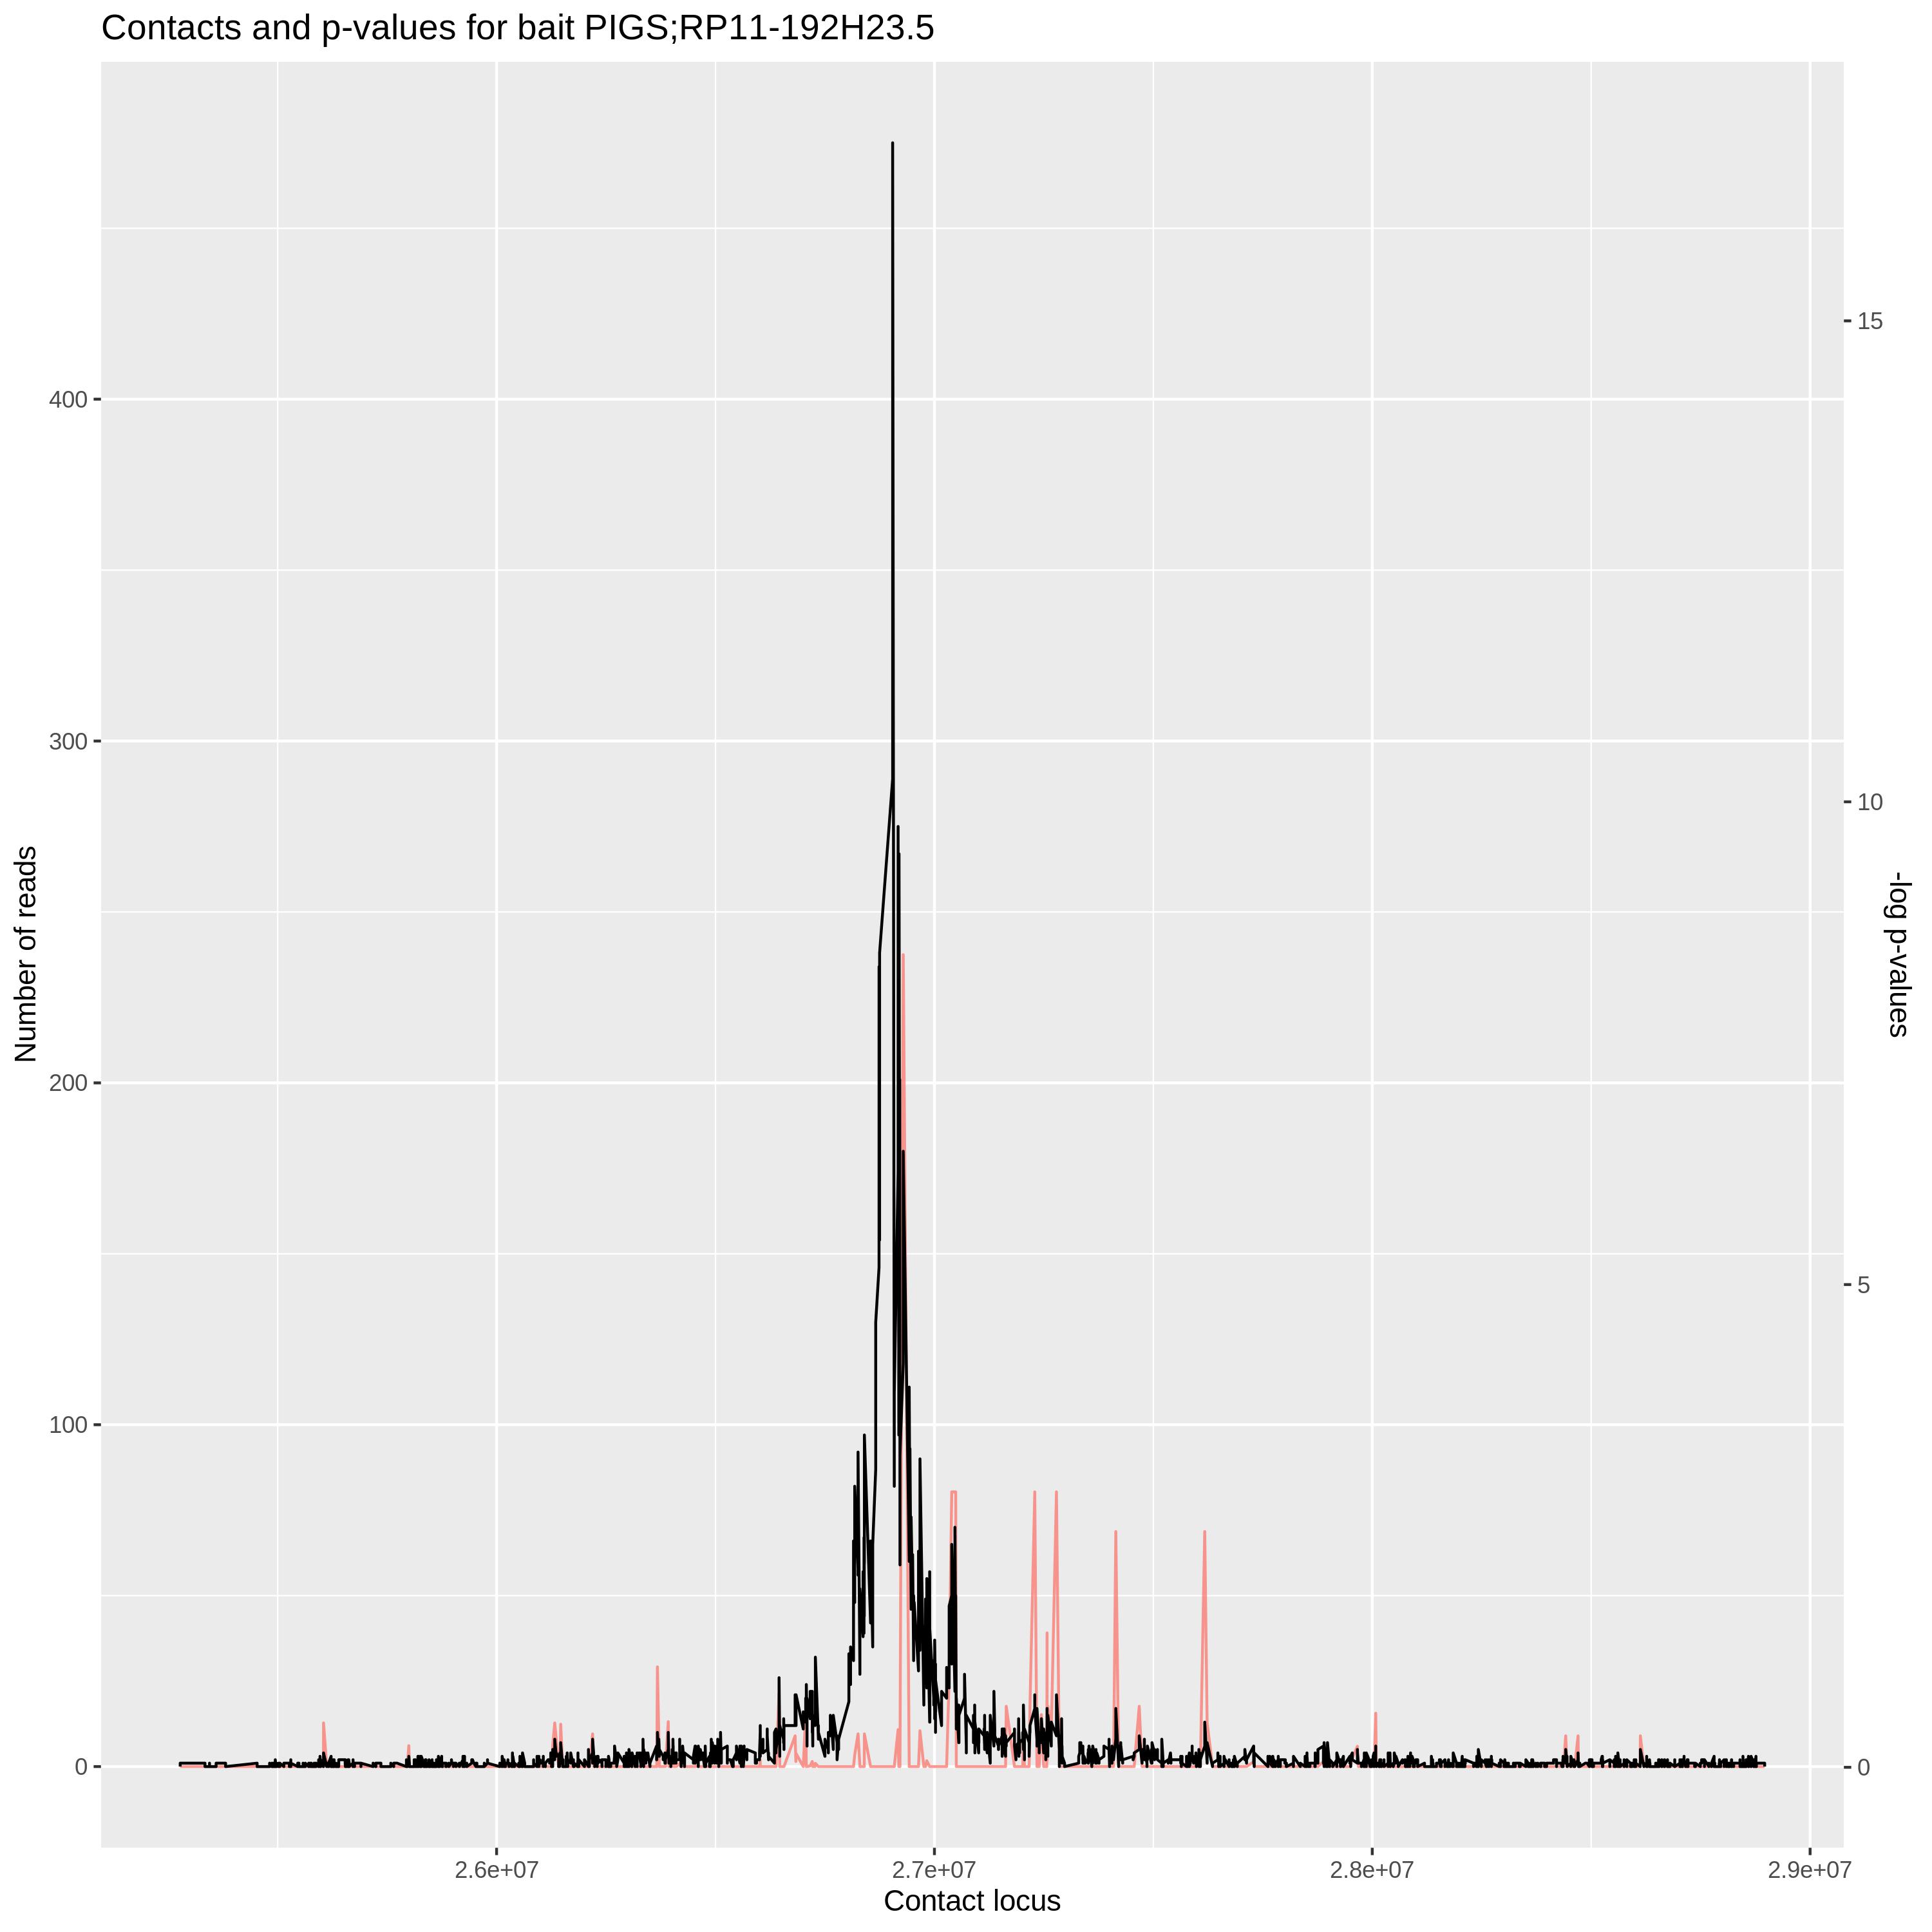 Contacts and p-values for bait PIGS;RP11-192H23.5
Number of reads
400
300
200
100
0
15
10
5
0
-log p-values
2.6e+07
2.7e+07
2.8e+07
2.9e+07
Contact locus